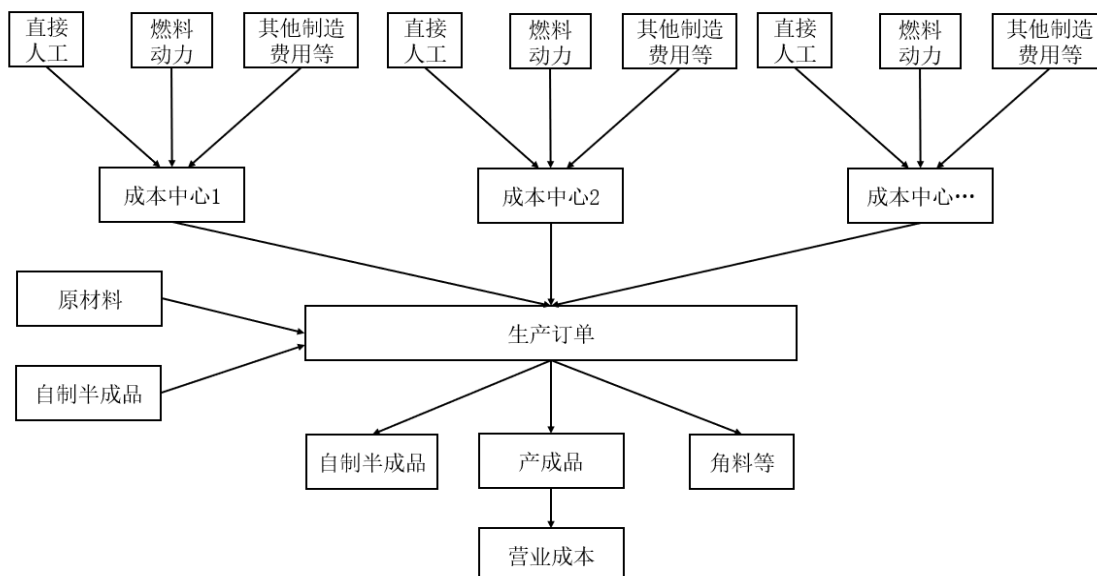 直接
人工
燃料
动力
其他制造
费用等
直接
人工
燃料
动力
其他制造
费用等
直接
人工
燃料
动力
其他制造
费用等
成本中心1
成本中心2
成本中心…
原材料
生产订单
自制半成品
自制半成品
产成品
角料等
营业成本